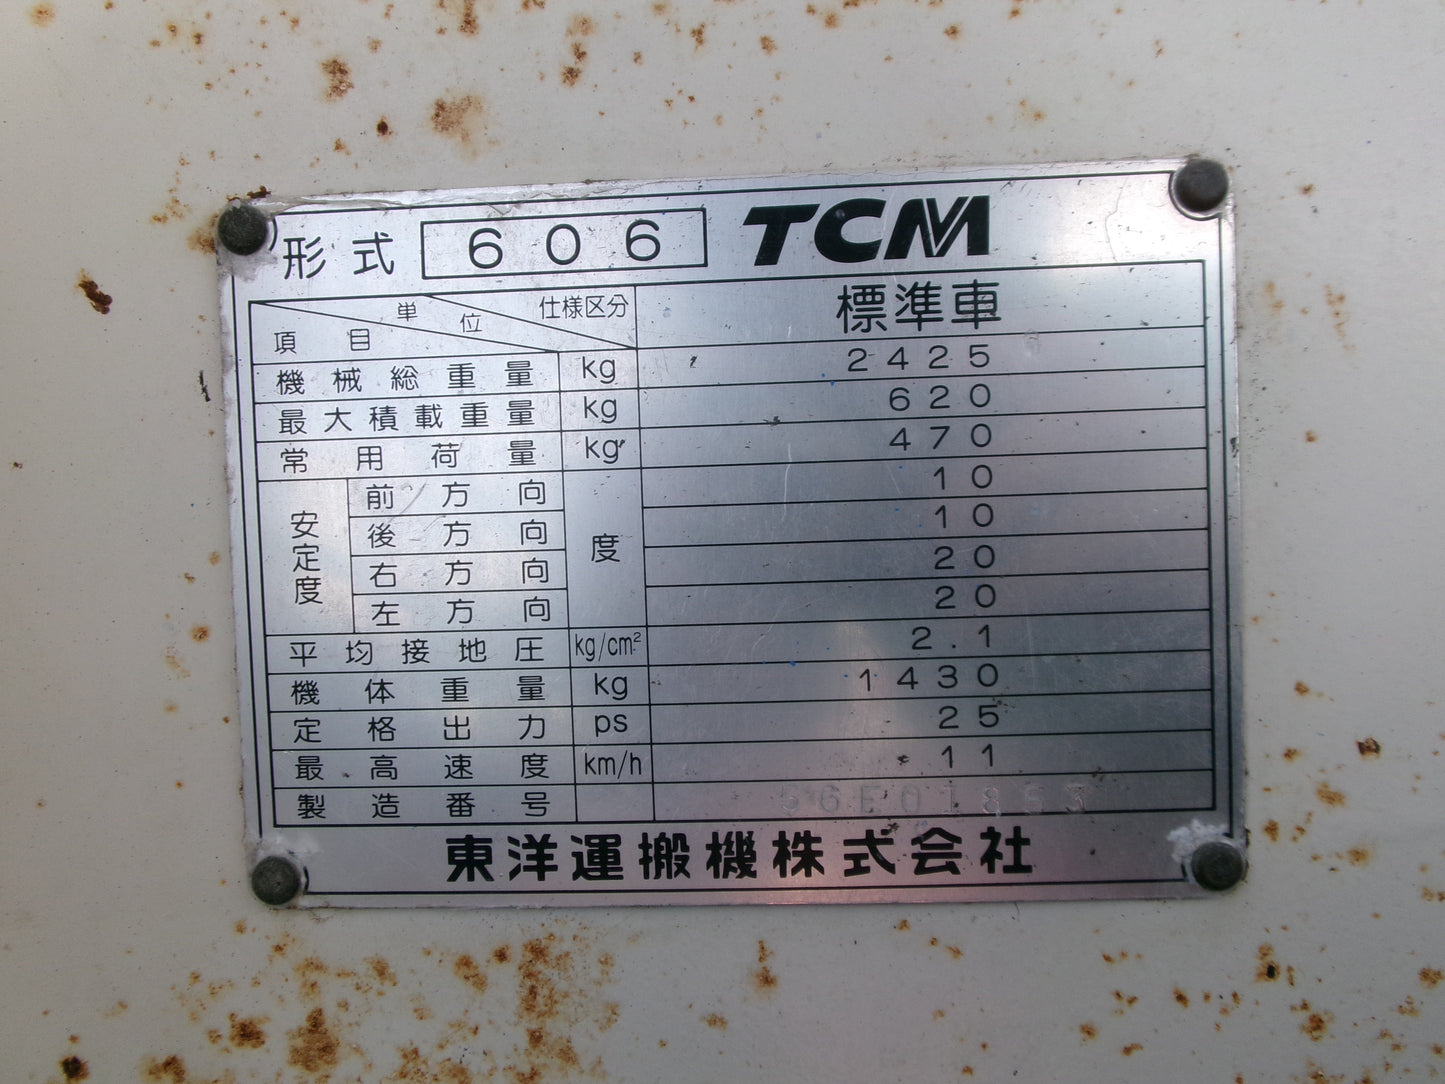 形式 606 TCM
項目 単位 仕様区分 標準車
機械総重量 kg 2425
最大積載重量 kg 620
常用荷量 kg 470
安定度 前方向 度 10
後方向 10
右方向 20
左方向 20
平均接地圧 kg/cm² 2.1
機体重量 kg 1430
定格出力 ps 25
最高速度 km/h 11
製造番号
東洋運搬機株式会社